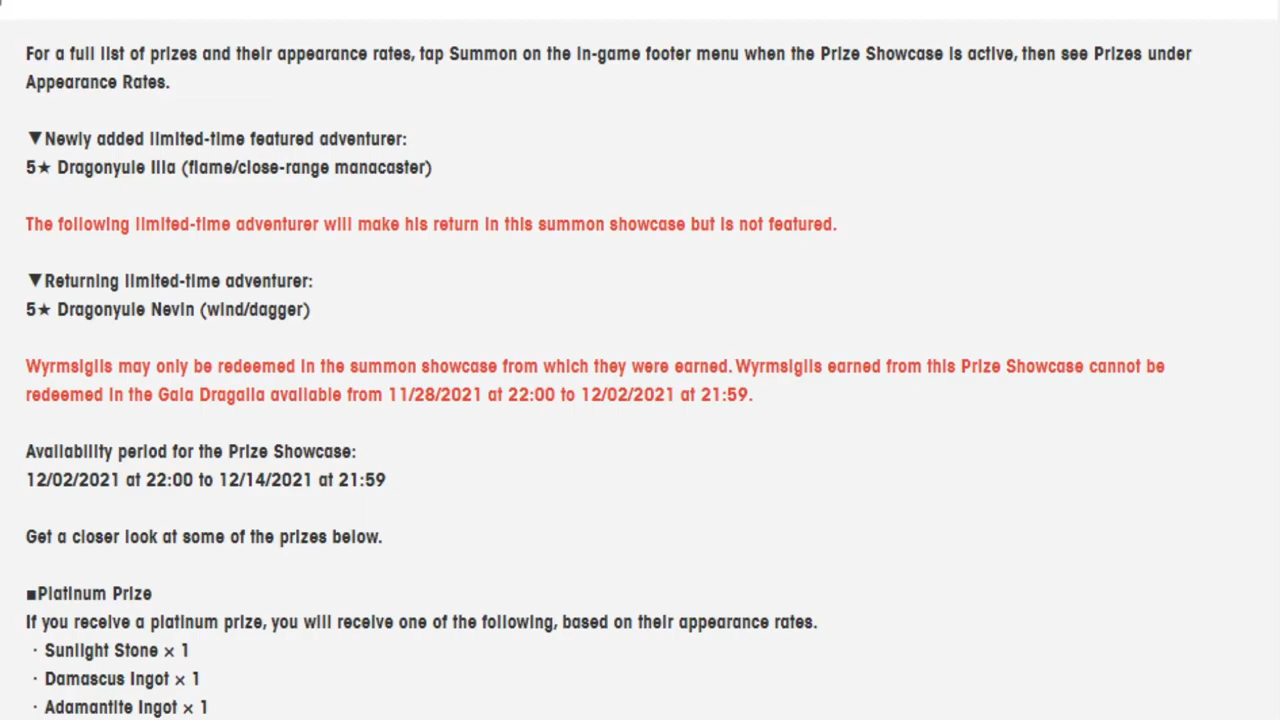 For a full list of prizes and their appearance rates, tap Summon on the in-game footer menu when the Prize Showcase is active, then see Prizes under
Appearance Rates.
▼Newly added limited-time featured adventurer:
5★ Dragonyule Ilia (flame/close-range manacaster)
The following limited-time adventurer will make his return in this summon showcase but is not featured.
▼Returning limited-time adventurer:
5★ Dragonyule Nevin (wind/dagger)
Wyrmsigils may only be redeemed in the summon showcase from which they were earned. Wyrmsigils earned from this Prize Showcase cannot be
redeemed in the Gala Dragalia available from 11/28/2021 at 22:00 to 12/02/2021 at 21:59.
Availability period for the Prize Showcase:
12/02/2021 at 22:00 to 12/14/2021 at 21:59
Get a closer look at some of the prizes below.
■Platinum Prize
If you receive a platinum prize, you will receive one of the following, based on their appearance rates.
・Sunlight Stone × 1
・Damascus Ingot × 1
・Adamantite Ingot × 1